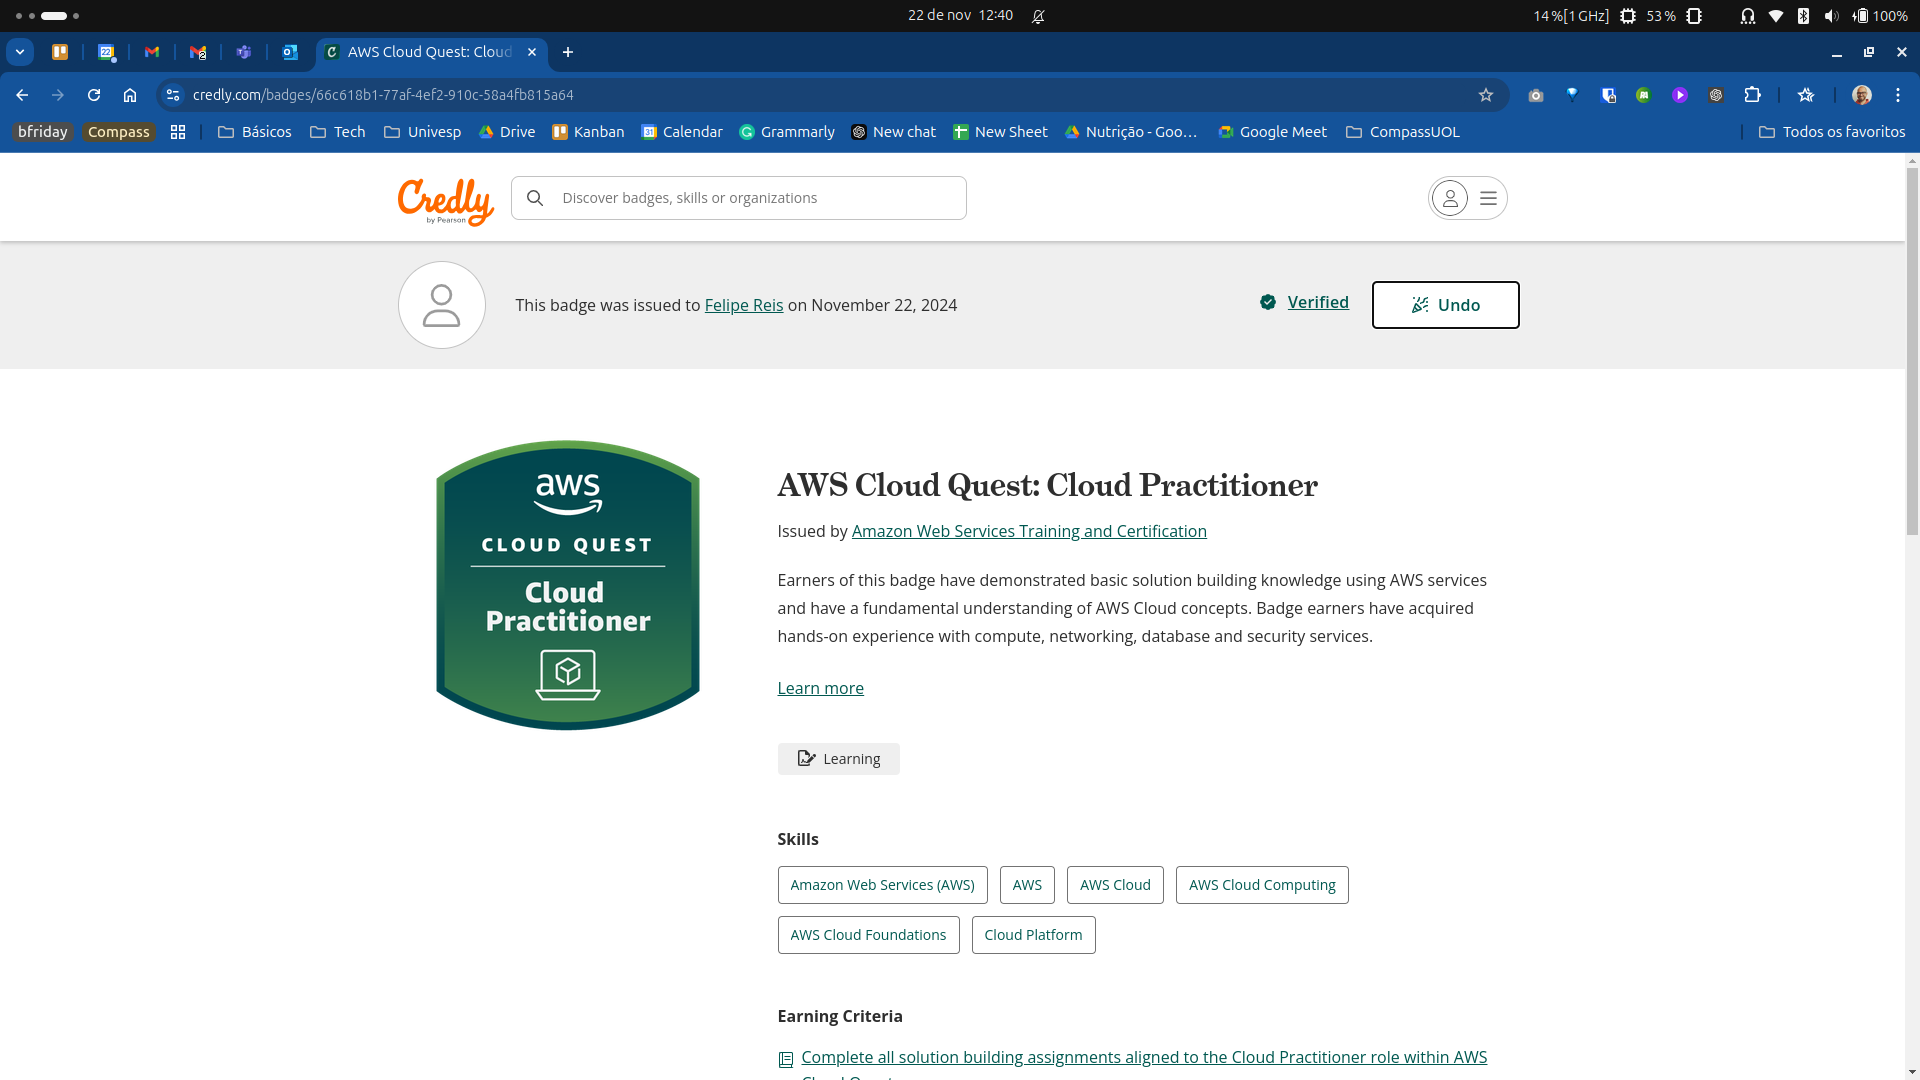 22 de nov 12:40
14 %[1 GHz] 53 % 100%
AWS Cloud Quest: Cloud
credly.com/badges/66c618b1-77af-4ef2-910c-58a4fb815a64
bfriday Compass Básicos Tech Univesp Drive Kanban Calendar Grammarly New chat New Sheet Nutrição - Goo... Google Meet CompassUOL Todos os favoritos
Credly
by Pearson
Discover badges, skills or organizations
This badge was issued to Felipe Reis on November 22, 2024
Verified
Undo
aws
CLOUD QUEST
Cloud
Practitioner
AWS Cloud Quest: Cloud Practitioner
Issued by Amazon Web Services Training and Certification
Earners of this badge have demonstrated basic solution building knowledge using AWS services
and have a fundamental understanding of AWS Cloud concepts. Badge earners have acquired
hands-on experience with compute, networking, database and security services.
Learn more
Learning
Skills
Amazon Web Services (AWS) AWS AWS Cloud AWS Cloud Computing
AWS Cloud Foundations Cloud Platform
Earning Criteria
Complete all solution building assignments aligned to the Cloud Practitioner role within AWS